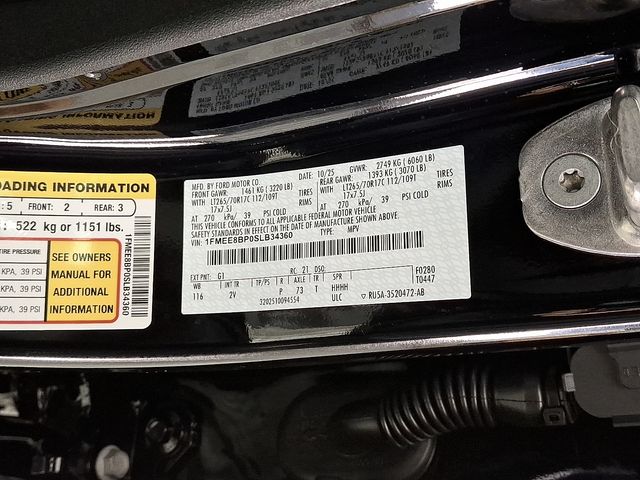 MFD. BY FORD MOTOR CO.
DATE: 10/25 GVWR: 2749 KG ( 6060 LB)
FRONT GAWR: 1461 KG ( 3220 LB) REAR GAWR: 1393 KG ( 3070 LB)
WITH LT265/70R17C 112/109T TIRES WITH LT265/70R17C 112/109T TIRES
17x7.5J RIMS 17x7.5J RIMS
AT 270 kPa/ 39 PSI COLD AT 270 kPa/ 39 PSI COLD
THIS VEHICLE CONFORMS TO ALL APPLICABLE FEDERAL MOTOR VEHICLE
SAFETY STANDARDS IN EFFECT ON THE DATE OF MANUFACTURE SHOWN ABOVE.
VIN: 1FMEE8BP0SLB34360 TYPE: MPV
EXT PNT: G1 RC: 21 DSO: F0280
WB INT TR TP/PS R AXLE TR SPR T0447
116 2V P 73 T HHHH
3202510094554 ULC ▽ RU5A-3520472-AB
OADING INFORMATION
: 5 FRONT: 2 REAR: 3
: 522 kg or 1151 lbs.
TIRE PRESSURE
KPA, 39 PSI
KPA, 39 PSI
KPA, 39 PSI
SEE OWNERS
MANUAL FOR
ADDITIONAL
INFORMATION
1FMEE8BP0SLB34360